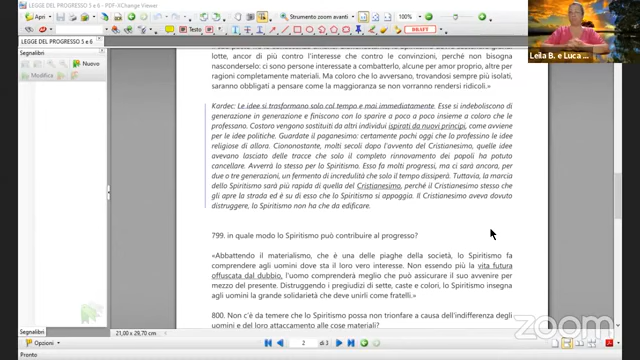 LEGGE DEL PROGRESSO 5 e 6 - PDF-XChange Viewer
Apri
Strumento zoom avanti
100%
Testo
DRAFT
LEGGE DEL PROGRESSO 5 e 6
Segnalibri
Nuovo
Modifica
Leila B. e Luca
lotte, ancor di più contro l'interesse che contro le convinzioni, perché non bisogna
nasconderselo: ci sono persone interessate a combatterlo, alcune per amor proprio, altre per
ragioni completamente materiali. Ma coloro che lo avversano, trovandosi sempre più isolati,
saranno obbligati a pensare come la maggioranza se non vorranno rendersi ridicoli.»
Kardec: Le idee si trasformano solo col tempo e mai immediatamente. Esse si indeboliscono di
generazione in generazione e finiscono con lo sparire a poco a poco insieme a coloro che le
professano. Costoro vengono sostituiti da altri individui ispirati da nuovi principi, come avviene
per le idee politiche. Guardate il paganesimo: certamente pochi oggi che lo professino le idee
religiose di allora. Ciononostante, molti secoli dopo l'avvento del Cristianesimo, quelle idee
avevano lasciato delle tracce che solo il completo rinnovamento dei popoli ha potuto
cancellare. Avverrà lo stesso per lo Spiritismo. Esso fa molti progressi, ma ci sarà ancora, per
due o tre generazioni, un fermento di incredulità che solo il tempo dissiperà. Tuttavia, la marcia
dello Spiritismo sarà più rapida di quella del Cristianesimo, perché il Cristianesimo stesso che
gli apre la strada ed è su di esso che lo Spiritismo si appoggia. Il Cristianesimo aveva dovuto
distruggere, lo Spiritismo non ha che da edificare.
799. in quale modo lo Spiritismo può contribuire al progresso?
«Abbattendo il materialismo, che è una delle piaghe della società, lo Spiritismo fa
comprendere agli uomini dove sta il loro vero interesse. Non essendo più la vita futura
offuscata dal dubbio, l'uomo comprenderà meglio che può assicurare il suo avvenire per
mezzo del presente. Distruggendo i pregiudizi di sette, caste e colori, lo Spiritismo insegna
agli uomini la grande solidarietà che deve unirli come fratelli.»
800. Non c'è da temere che lo Spiritismo possa non trionfare a causa dell'indifferenza degli
uomini e del loro attaccamento alle cose materiali?
zoom
Segnalibri
21,00 x 29,70 cm
Opzioni
2
di 3
Pronto